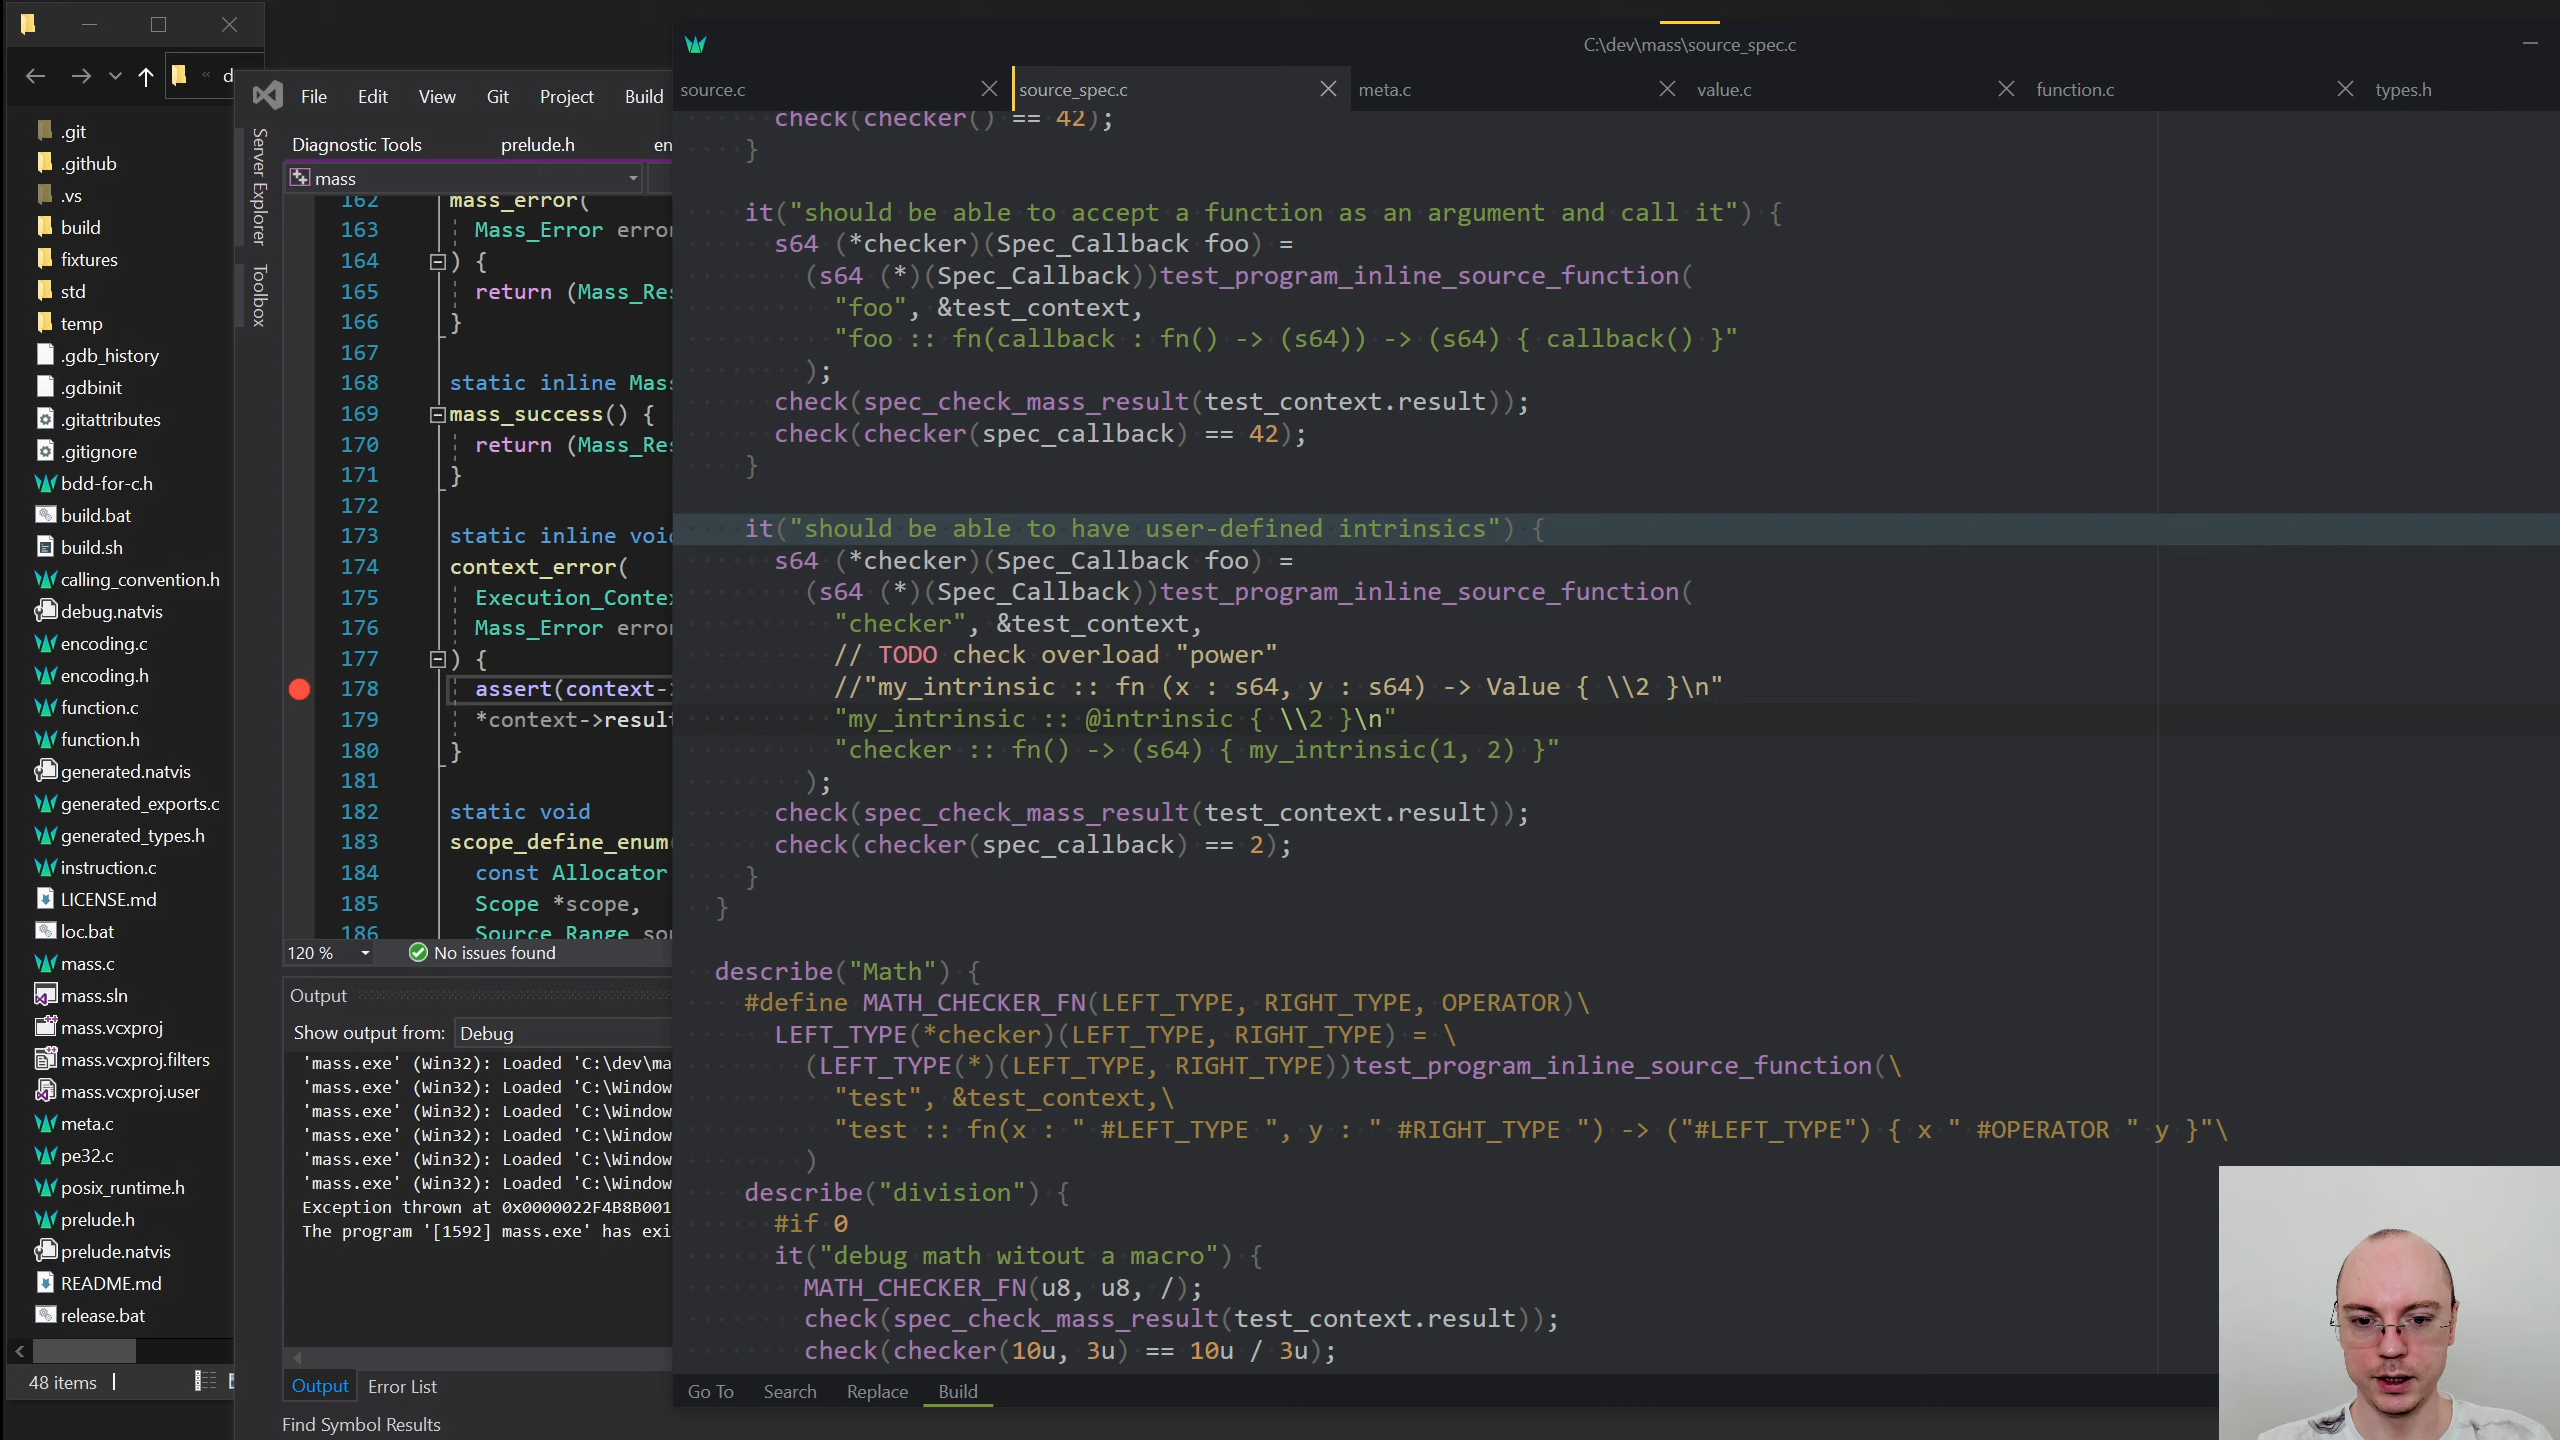 d
.git
.github
.vs
build
fixtures
std
temp
.gdb_history
.gdbinit
.gitattributes
.gitignore
bdd-for-c.h
build.bat
build.sh
calling_convention.h
debug.natvis
encoding.c
encoding.h
function.c
function.h
generated.natvis
generated_exports.c
generated_types.h
instruction.c
LICENSE.md
loc.bat
mass.c
mass.sln
mass.vcxproj
mass.vcxproj.filters
mass.vcxproj.user
meta.c
pe32.c
posix_runtime.h
prelude.h
prelude.natvis
README.md
release.bat
48 items
File Edit View Git Project Build
Server Explorer
Toolbox
Diagnostic Tools prelude.h en
mass
162 mass_error(
163 Mass_Error erro
164 ) {
165 return (Mass_Re
166 }
167
168 static inline Mas
169 mass_success() {
170 return (Mass_Re
171 }
172
173 static inline voi
174 context_error(
175 Execution_Conte
176 Mass_Error erro
177 ) {
178 assert(context-
179 *context->resul
180 }
181
182 static void
183 scope_define_enum
184 const Allocator
185 Scope *scope,
186 Source_Range so
120 % No issues found
Output
Show output from: Debug
'mass.exe' (Win32): Loaded 'C:\dev\ma
'mass.exe' (Win32): Loaded 'C:\Window
'mass.exe' (Win32): Loaded 'C:\Window
'mass.exe' (Win32): Loaded 'C:\Window
'mass.exe' (Win32): Loaded 'C:\Window
'mass.exe' (Win32): Loaded 'C:\Window
Exception thrown at 0x0000022F4B8B001
The program '[1592] mass.exe' has exi
Output Error List
Find Symbol Results
C:\dev\mass\source_spec.c
source.c source_spec.c meta.c value.c function.c types.h
check(checker() == 42);
}
it("should be able to accept a function as an argument and call it") {
s64 (*checker)(Spec_Callback foo) =
(s64 (*)(Spec_Callback))test_program_inline_source_function(
"foo", &test_context,
"foo :: fn(callback : fn() -> (s64)) -> (s64) { callback() }"
);
check(spec_check_mass_result(test_context.result));
check(checker(spec_callback) == 42);
}
it("should be able to have user-defined intrinsics") {
s64 (*checker)(Spec_Callback foo) =
(s64 (*)(Spec_Callback))test_program_inline_source_function(
"checker", &test_context,
// TODO check overload "power"
//"my_intrinsic :: fn (x : s64, y : s64) -> Value { \\2 }\n"
"my_intrinsic :: @intrinsic { \\2 }\n"
"checker :: fn() -> (s64) { my_intrinsic(1, 2) }"
);
check(spec_check_mass_result(test_context.result));
check(checker(spec_callback) == 2);
}
}
describe("Math") {
#define MATH_CHECKER_FN(LEFT_TYPE, RIGHT_TYPE, OPERATOR)\
LEFT_TYPE(*checker)(LEFT_TYPE, RIGHT_TYPE) = \
(LEFT_TYPE(*)(LEFT_TYPE, RIGHT_TYPE))test_program_inline_source_function(\
"test", &test_context,\
"test :: fn(x : " #LEFT_TYPE ", y : " #RIGHT_TYPE ") -> ("#LEFT_TYPE") { x " #OPERATOR " y }"\
)
describe("division") {
#if 0
it("debug math witout a macro") {
MATH_CHECKER_FN(u8, u8, /);
check(spec_check_mass_result(test_context.result));
check(checker(10u, 3u) == 10u / 3u);
Go To Search Replace Build